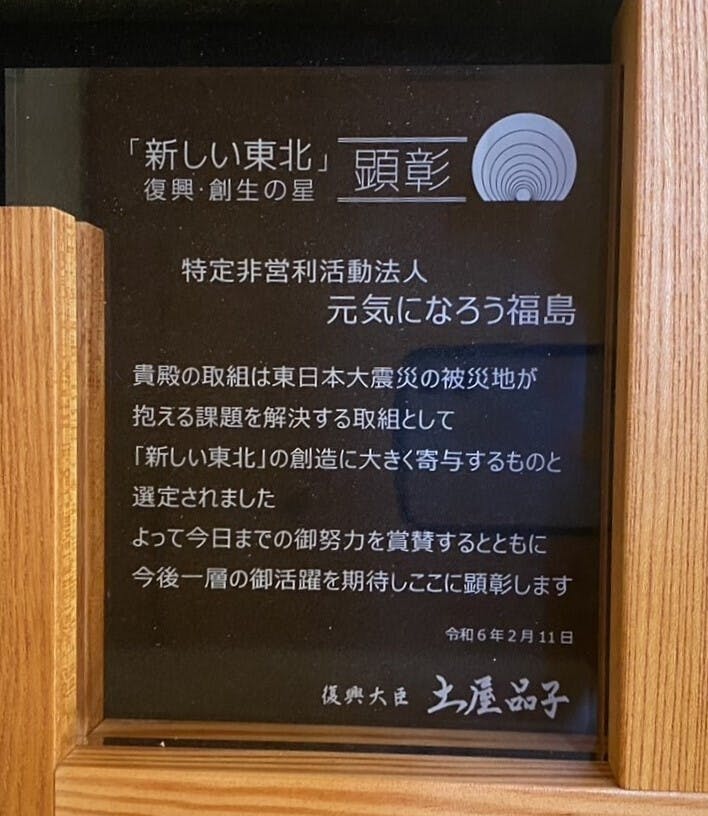 「新しい東北」
復興・創生の星
顕彰
特定非営利活動法人
元気になろう福島
貴殿の取組は東日本大震災の被災地が
抱える課題を解決する取組として
「新しい東北」の創造に大きく寄与するものと
選定されました
よって今日までの御努力を賞賛するとともに
今後一層の御活躍を期待しここに顕彰します
令和6年2月11日
復興大臣 土屋品子